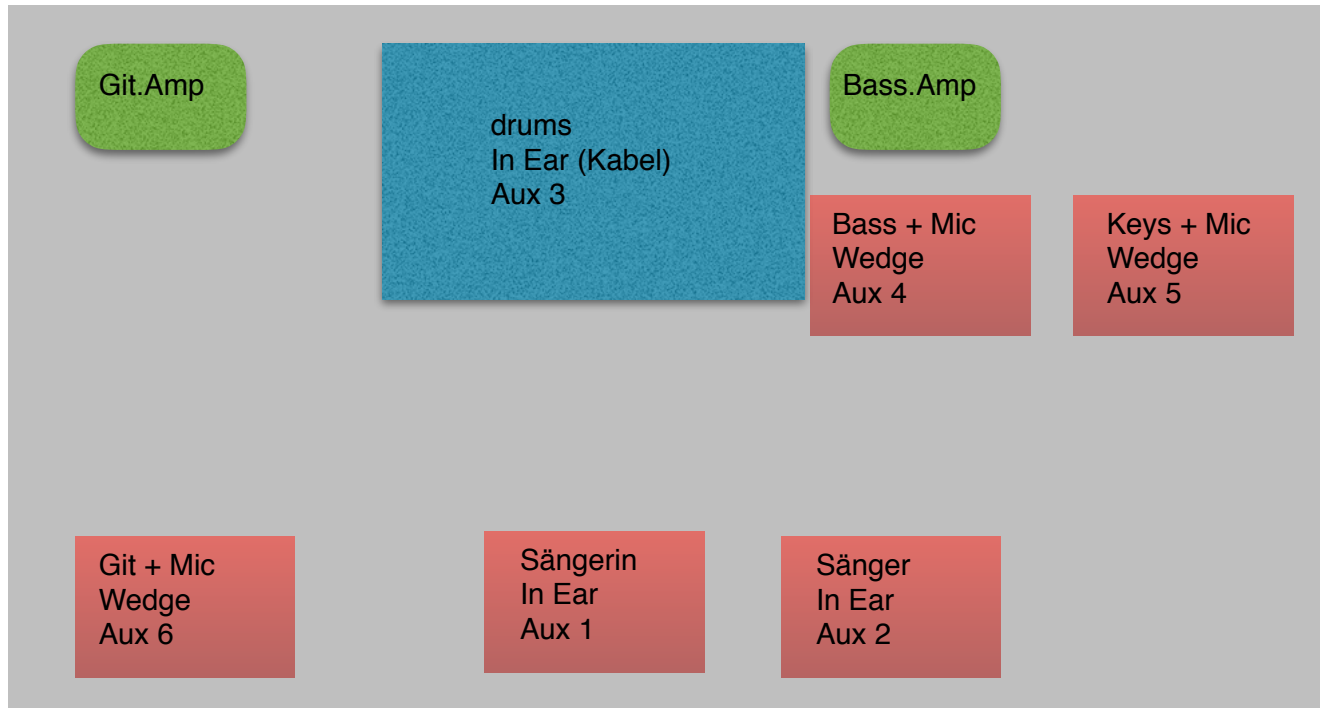 Git.Amp
drums
In Ear (Kabel)
Aux 3
Bass.Amp
Bass + Mic
Wedge
Aux 4
Keys + Mic
Wedge
Aux 5
Git + Mic
Wedge
Aux 6
Sängerin
In Ear
Aux 1
Sänger
In Ear
Aux 2